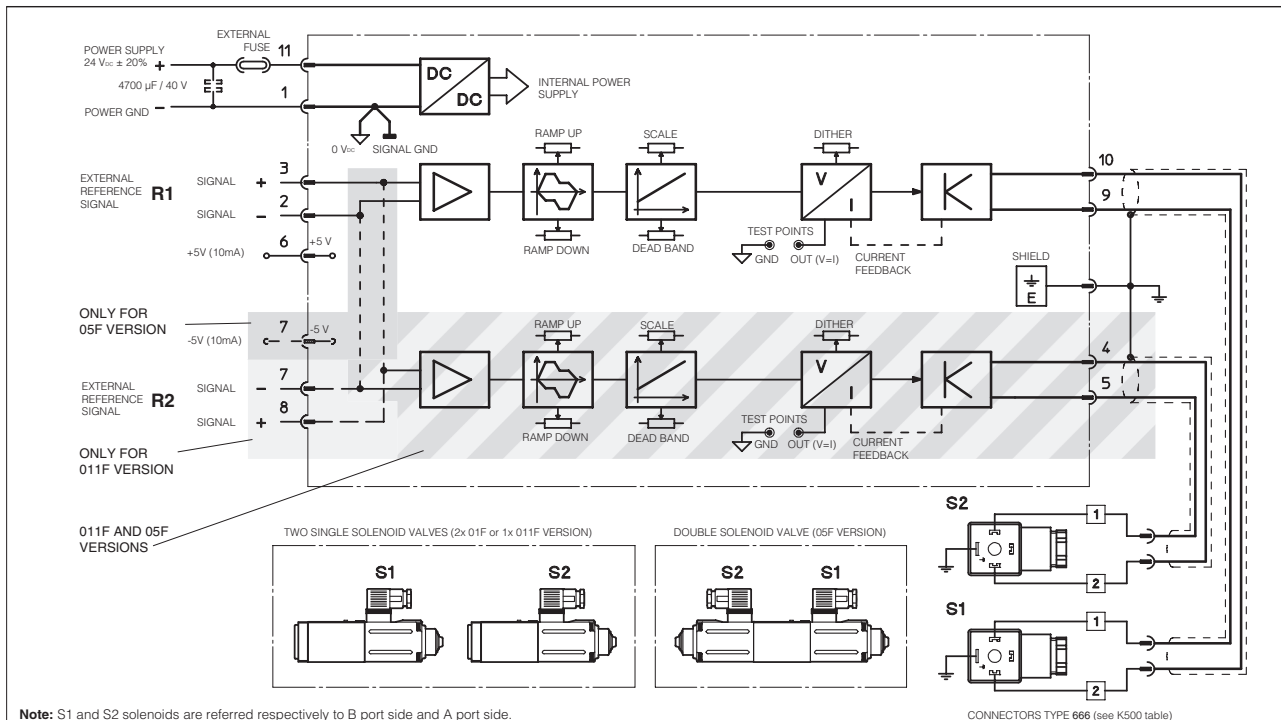 EXTERNAL
FUSE
11
POWER SUPPLY
24 VDC ± 20%
+
4700 µF / 40 V
1
POWER GND
−
DC
DC
INTERNAL POWER
SUPPLY
0 VDC
SIGNAL GND
RAMP UP
SCALE
DITHER
3
EXTERNAL
REFERENCE
SIGNAL
R1
SIGNAL
+
2
SIGNAL
−
6
+5V (10mA)
+5 V
V
I
10
9
RAMP DOWN
DEAD BAND
TEST POINTS
GND
OUT (V=I)
CURRENT
FEEDBACK
SHIELD
E
ONLY FOR
05F VERSION
7
-5 V
-5V (10mA)
RAMP UP
SCALE
DITHER
7
EXTERNAL
REFERENCE
SIGNAL
R2
SIGNAL
−
8
SIGNAL
+
V
I
4
5
RAMP DOWN
DEAD BAND
TEST POINTS
GND
OUT (V=I)
CURRENT
FEEDBACK
ONLY FOR
011F VERSION
011F AND 05F
VERSIONS
TWO SINGLE SOLENOID VALVES (2x 01F or 1x 011F VERSION)
S1
S2
DOUBLE SOLENOID VALVE (05F VERSION)
S2
S1
S2
1
2
S1
1
2
Note: S1 and S2 solenoids are referred respectively to B port side and A port side.
CONNECTORS TYPE 666 (see K500 table)